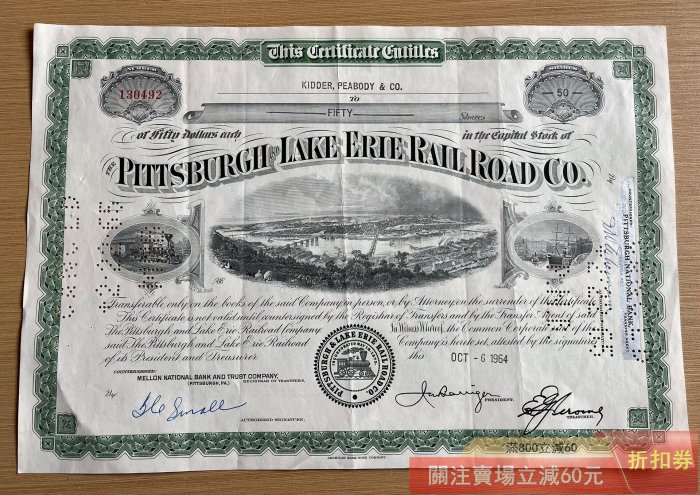 This Certificate Entitles
NUMBER
130492
SHARES
50
KIDDER, PEABODY & CO.
TO
FIFTY
Shares
of Fifty Dollars each
in the Capital Stock of
THE PITTSBURGH AND LAKE ERIE RAIL ROAD CO.
Transferable only on the books of the said Company in person, or by Attorney on the surrender of this Certificate
This Certificate is not valid until countersigned by the Registrar of Transfers and by the Transfer Agent of said
The Pittsburgh and Lake Erie Railroad Company.
In Witness Whereof, the Common Corporate seal of the
said The Pittsburgh and Lake Erie Railroad
Company is hereto set, attested by the signatures
of its President and Treasurer
this OCT - 6 1964
COUNTERSIGNED:
MELLON NATIONAL BANK AND TRUST COMPANY,
(PITTSBURGH, PA.) REGISTRAR OF TRANSFERS,
By
AUTHORIZED SIGNATURE.
PITTSBURGH & LAKE ERIE RAIL ROAD CO.
PRESIDENT.
TREASURER.
PITTSBURGH NATIONAL BANK
By
AMERICAN BANK NOTE COMPANY
滿800立減60
關注賣場立減60元
折扣券